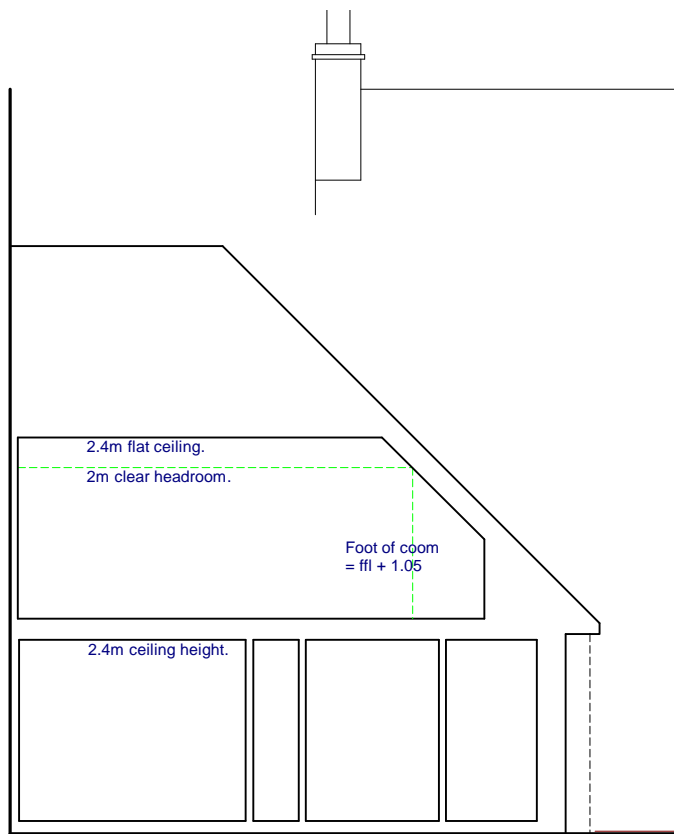 2.4m flat ceiling.
2m clear headroom.
Foot of coom
= ffl + 1.05
2.4m ceiling height.